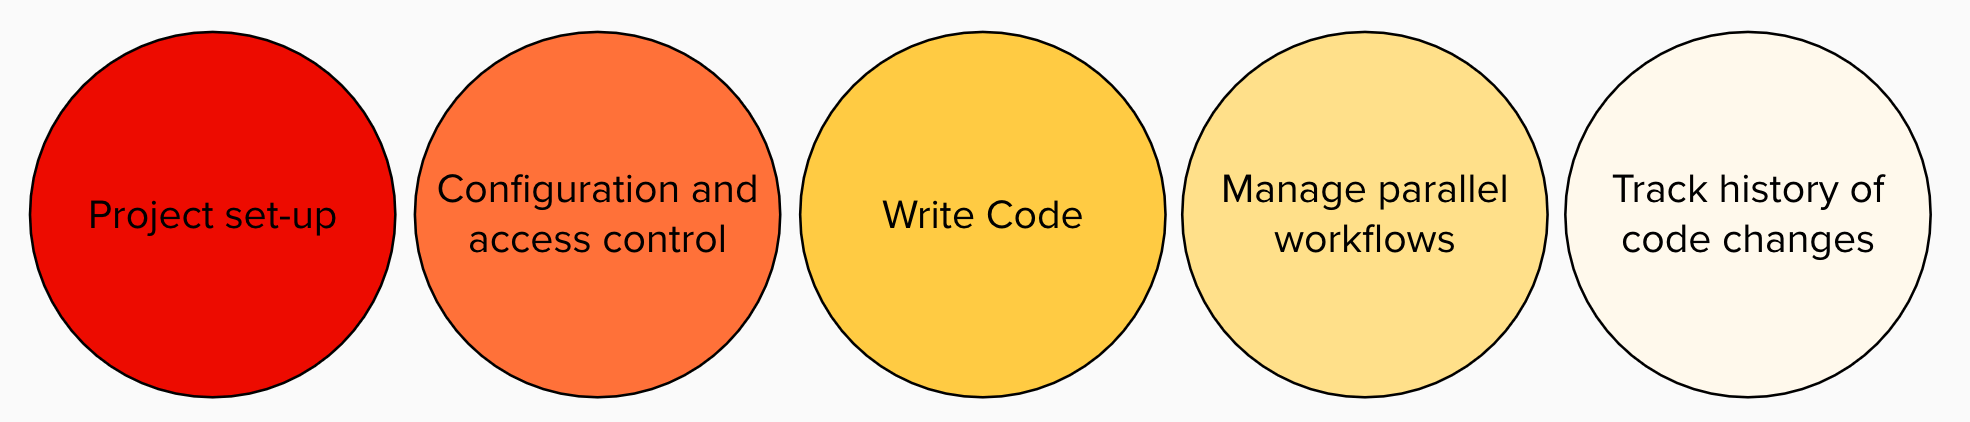 Project set-up
Configuration and
access control
Write Code
Manage parallel
workflows
Track history of
code changes